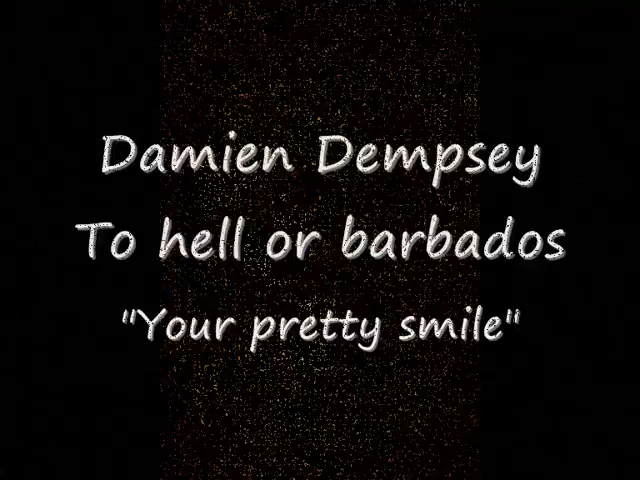 Damien Dempsey
To hell or barbados
"Your pretty smile"